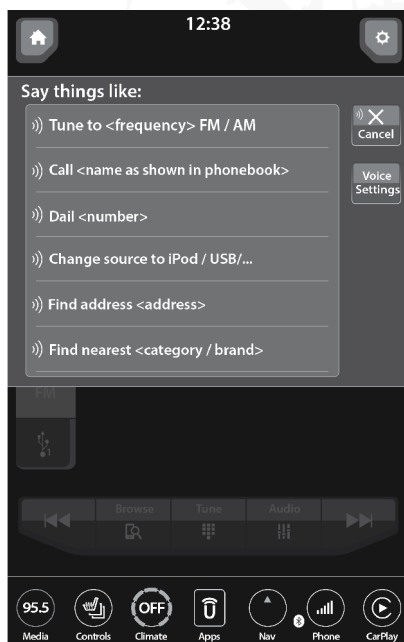 12:38
Say things like:
Tune to <frequency> FM / AM
Cancel
Call <name as shown in phonebook>
Voice
Settings
Dail <number>
Change source to iPod / USB/...
Find address <address>
Find nearest <category / brand>
FM
1
Browse Tune Audio
95.5 OFF
Media Controls Climate Apps Nav Phone CarPlay